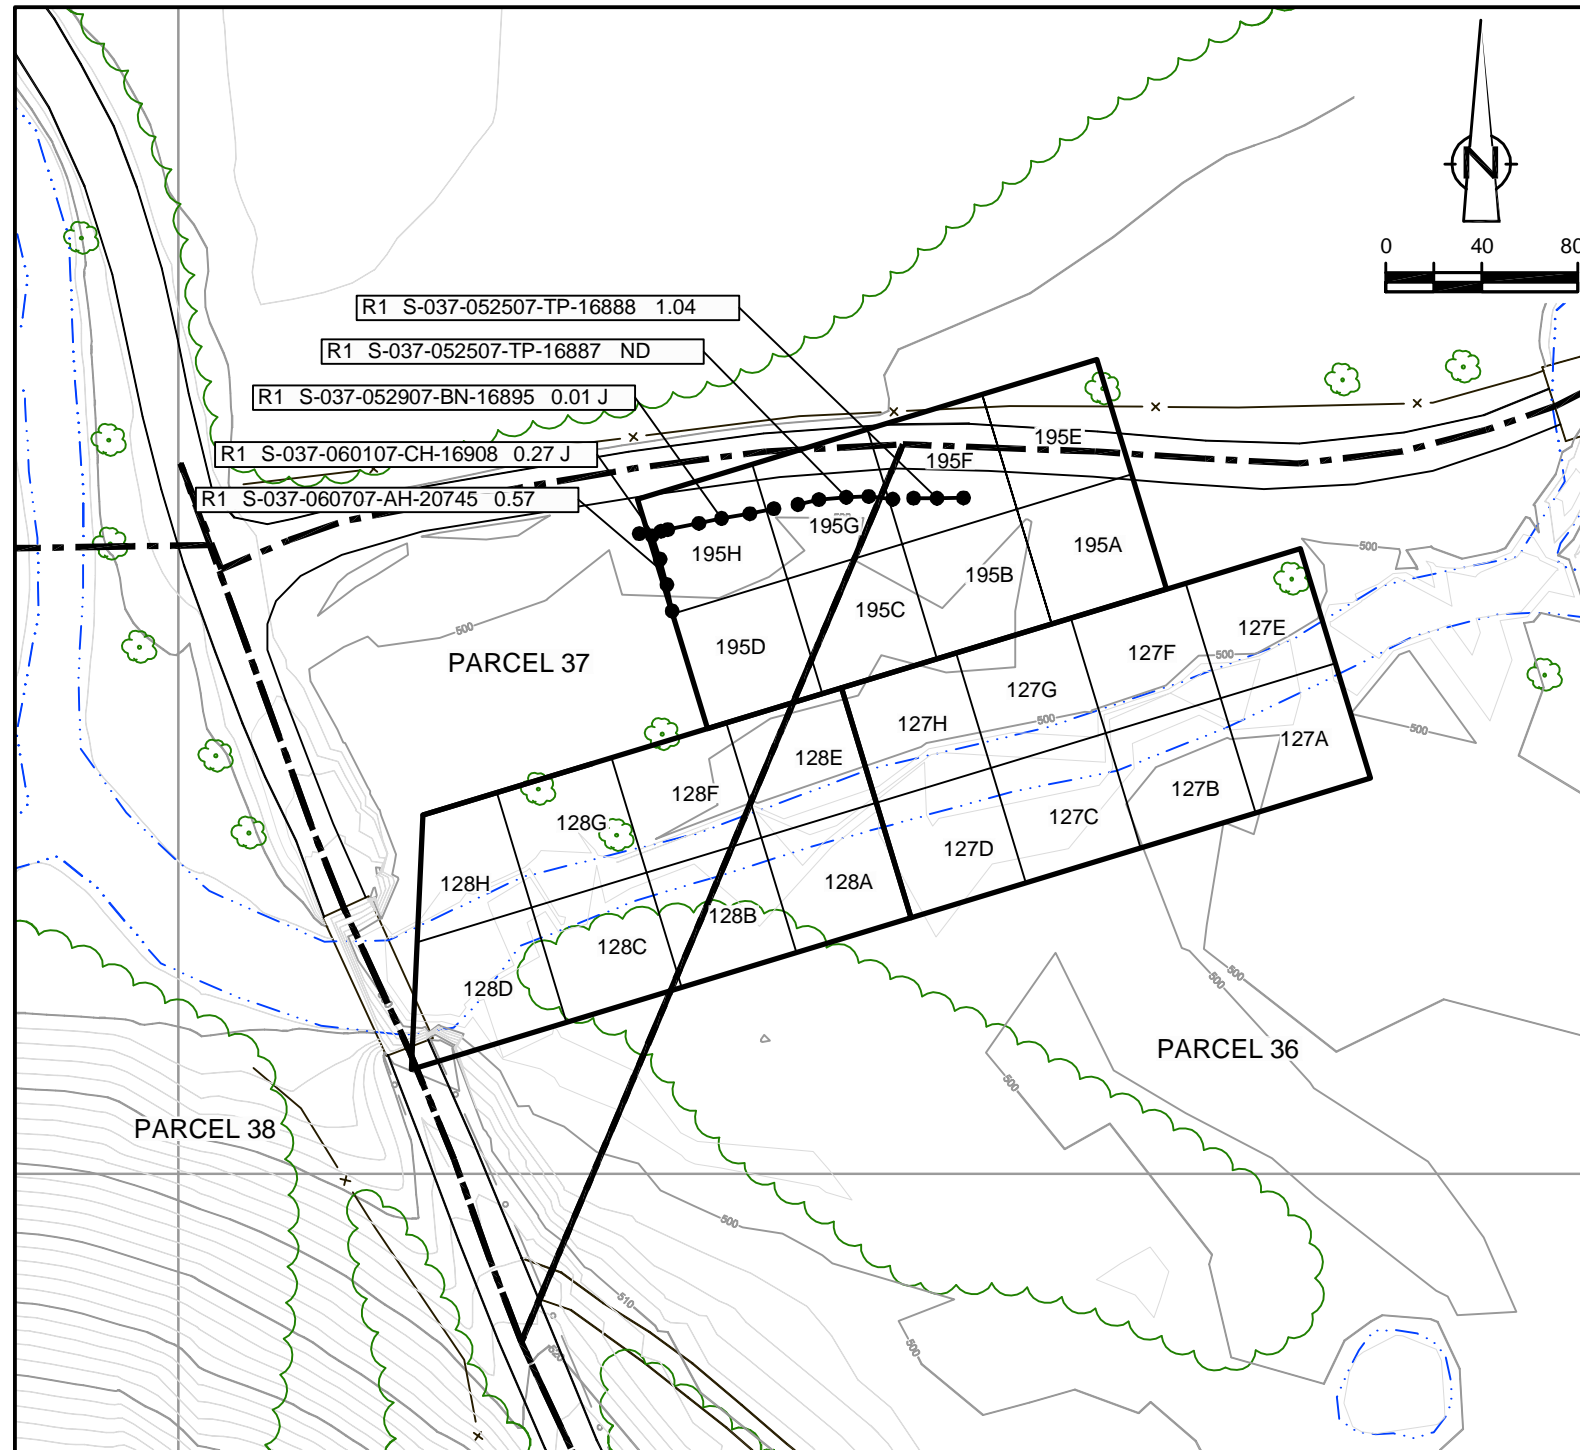 N
0 40 80
R1 S-037-052507-TP-16888 1.04
R1 S-037-052507-TP-16887 ND
R1 S-037-052907-BN-16895 0.01 J
R1 S-037-060107-CH-16908 0.27 J
R1 S-037-060707-AH-20745 0.57
195E
195F
195G
195H
195A
195B
195C
195D
500
500
500
500
500
PARCEL 37
127E
127F
127G
127H
127A
127B
127C
127D
128E
128F
128G
128H
128A
128B
128C
128D
500
500
500
PARCEL 36
PARCEL 38
500
510
520
500